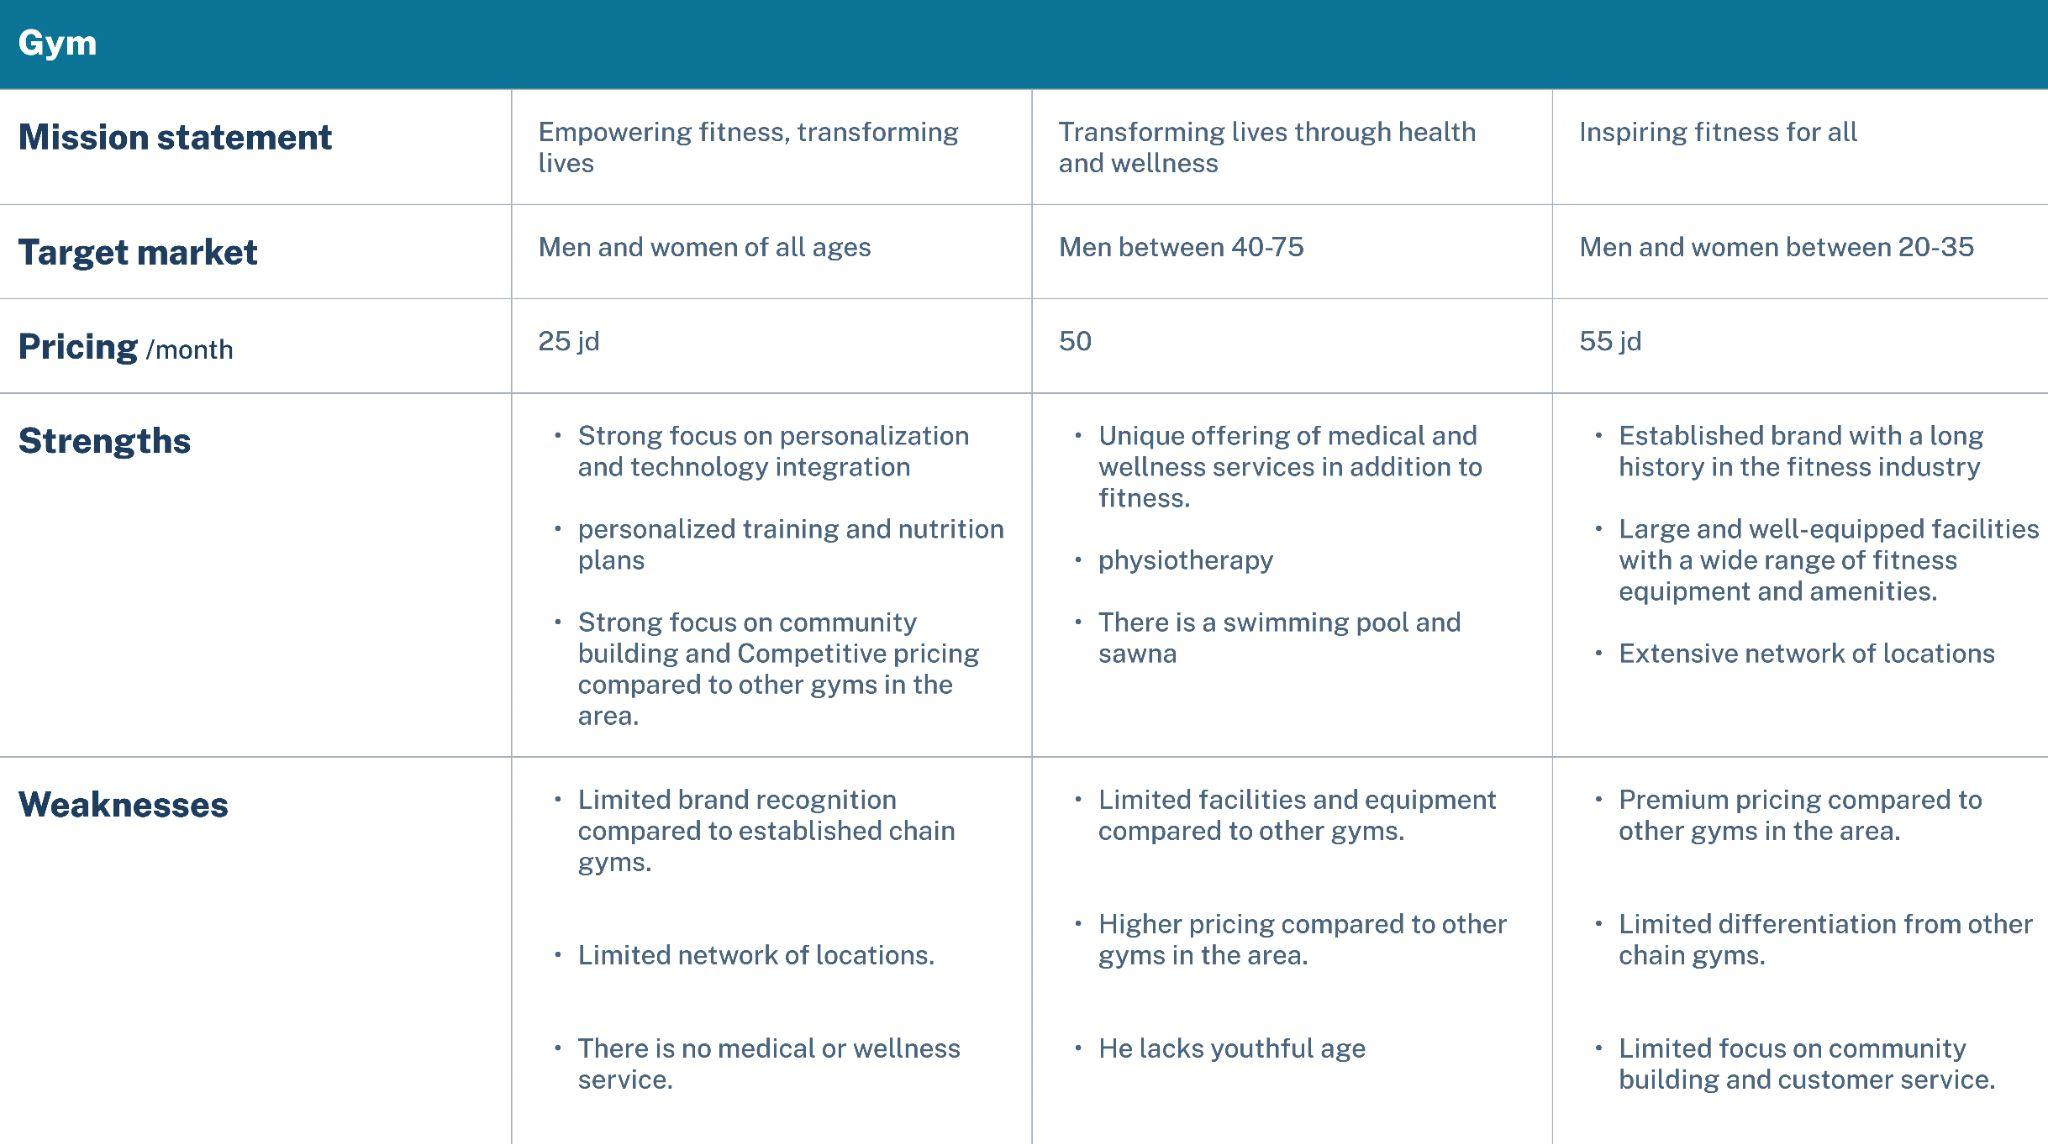 Gym
Mission statement
Empowering fitness, transforming
lives
Transforming lives through health
and wellness
Inspiring fitness for all
Target market
Men and women of all ages
Men between 40-75
Men and women between 20-35
Pricing /month
25 jd
50
55 jd
Strengths
• Strong focus on personalization
and technology integration
• personalized training and nutrition
plans
• Strong focus on community
building and Competitive pricing
compared to other gyms in the
area.
• Unique offering of medical and
wellness services in addition to
fitness.
• physiotherapy
• There is a swimming pool and
sawna
• Established brand with a long
history in the fitness industry
• Large and well-equipped facilities
with a wide range of fitness
equipment and amenities.
• Extensive network of locations
Weaknesses
• Limited brand recognition
compared to established chain
gyms.
• Limited network of locations.
• There is no medical or wellness
service.
• Limited facilities and equipment
compared to other gyms.
• Higher pricing compared to other
gyms in the area.
• He lacks youthful age
• Premium pricing compared to
other gyms in the area.
• Limited differentiation from other
chain gyms.
• Limited focus on community
building and customer service.